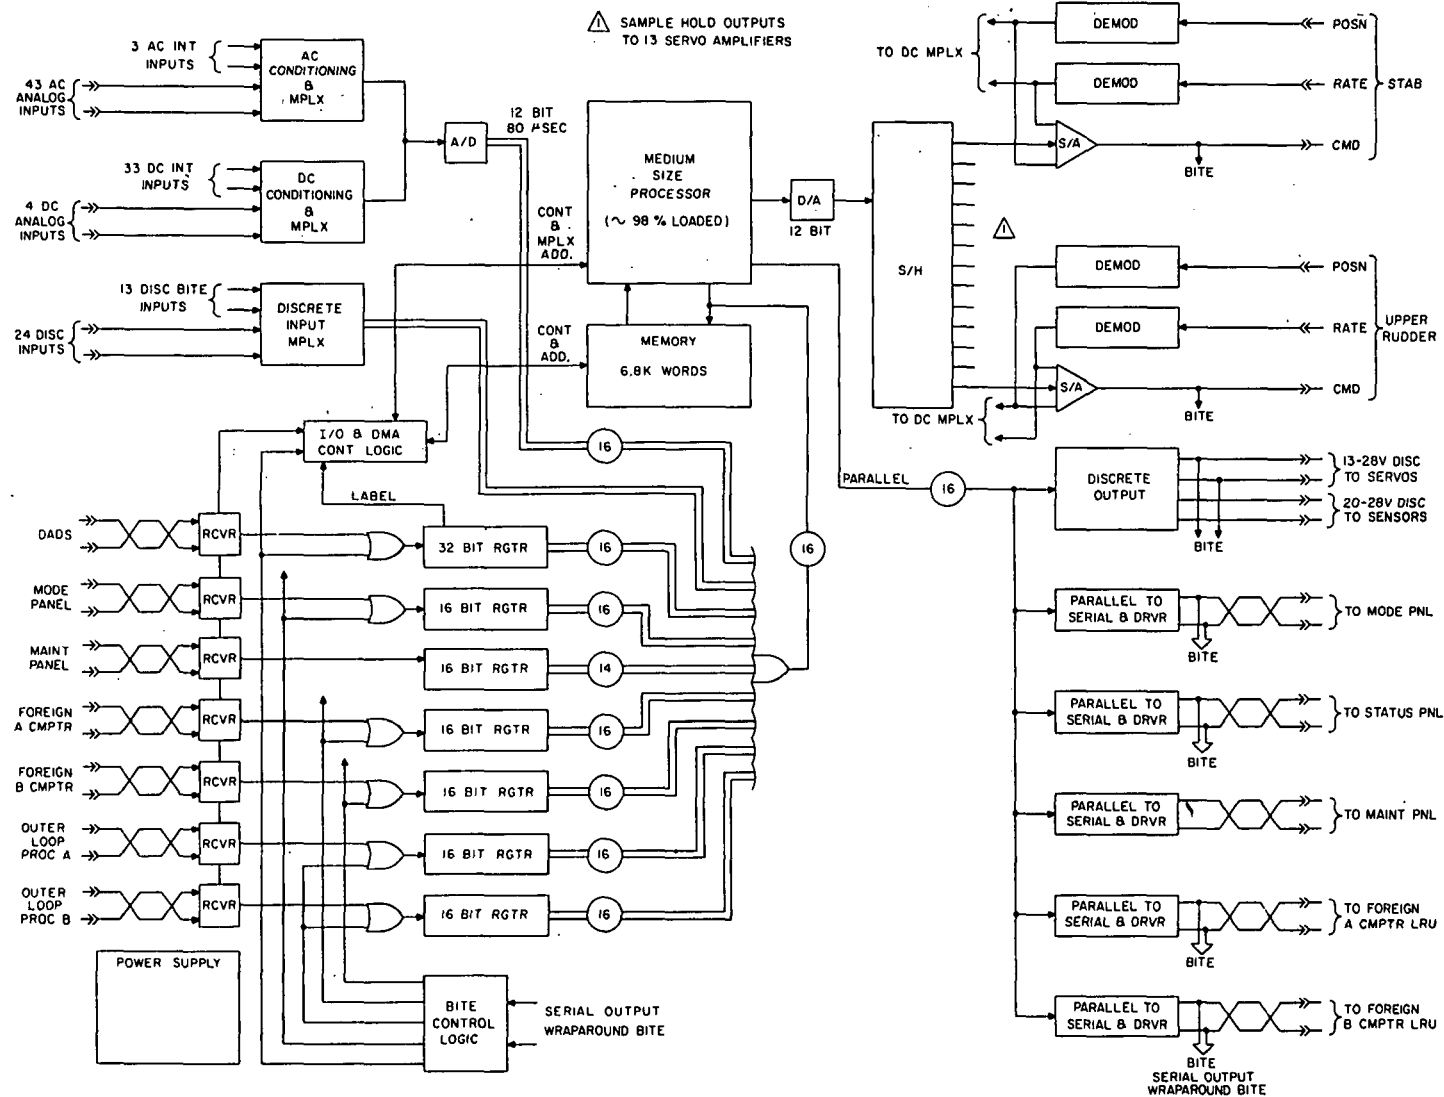 1 SAMPLE HOLD OUTPUTS
TO 13 SERVO AMPLIFIERS
3 AC INT
INPUTS
43 AC
ANALOG
INPUTS
AC
CONDITIONING
&
MPLX
33 DC INT
INPUTS
4 DC
ANALOG
INPUTS
DC
CONDITIONING
&
MPLX
A/D
12 BIT
80 µSEC
13 DISC BITE
INPUTS
24 DISC
INPUTS
DISCRETE
INPUT
MPLX
CONT
&
MPLX
ADD.
CONT
&
ADD.
MEDIUM
SIZE
PROCESSOR
(~ 98 % LOADED)
MEMORY
6.8K WORDS
D/A
12 BIT
S/H
1
TO DC MPLX
DEMOD
POSN
DEMOD
RATE
STAB
S/A
CMD
BITE
DEMOD
POSN
DEMOD
RATE
UPPER
RUDDER
S/A
CMD
TO DC MPLX
BITE
I/O & DMA
CONT LOGIC
LABEL
16
PARALLEL
16
16
DISCRETE
OUTPUT
13-28V DISC
TO SERVOS
20-28V DISC
TO SENSORS
BITE
DADS
RCVR
32 BIT RGTR
16
MODE
PANEL
RCVR
16 BIT RGTR
16
MAINT
PANEL
RCVR
16 BIT RGTR
14
FOREIGN
A CMPTR
RCVR
16 BIT RGTR
16
FOREIGN
B CMPTR
RCVR
16 BIT RGTR
16
OUTER
LOOP
PROC A
RCVR
16 BIT RGTR
16
OUTER
LOOP
PROC B
RCVR
16 BIT RGTR
16
PARALLEL TO
SERIAL & DRVR
TO MODE PNL
BITE
PARALLEL TO
SERIAL & DRVR
TO STATUS PNL
BITE
PARALLEL TO
SERIAL & DRVR
TO MAINT PNL
PARALLEL TO
SERIAL & DRVR
TO FOREIGN
A CMPTR LRU
BITE
PARALLEL TO
SERIAL & DRVR
TO FOREIGN
B CMPTR LRU
BITE
SERIAL OUTPUT
WRAPAROUND BITE
POWER SUPPLY
BITE
CONTROL
LOGIC
SERIAL OUTPUT
WRAPAROUND BITE